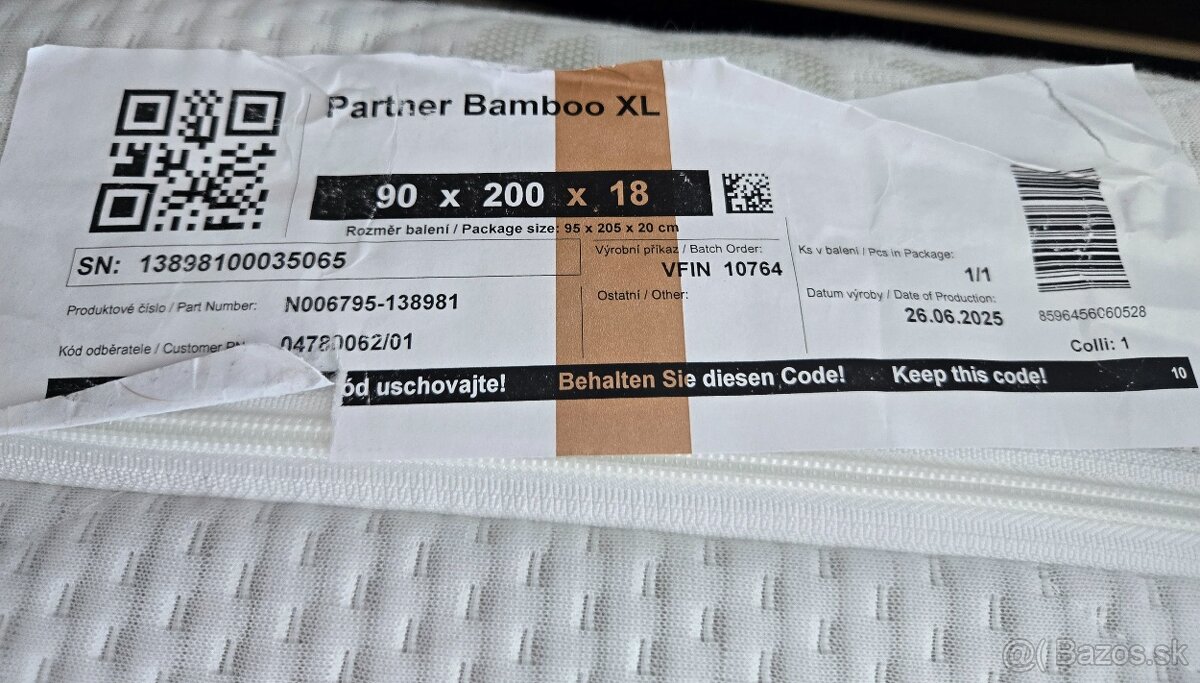 Partner Bamboo XL
90 x 200 x 18
Rozměr balení / Package size: 95 x 205 x 20 cm
SN: 13898100035065
Výrobní příkaz / Batch Order:
VFIN 10764
Ks v balení / Pcs in Package:
1/1
Produktové číslo / Part Number: N006795-138981
Ostatní / Other:
Datum výroby / Date of Production:
26.06.2025
8596456060528
Kód odběratele / Customer 04780062/01
Colli: 1
uschovajte! Behalten Sie diesen Code! Keep this code! 10
Bazos.sk